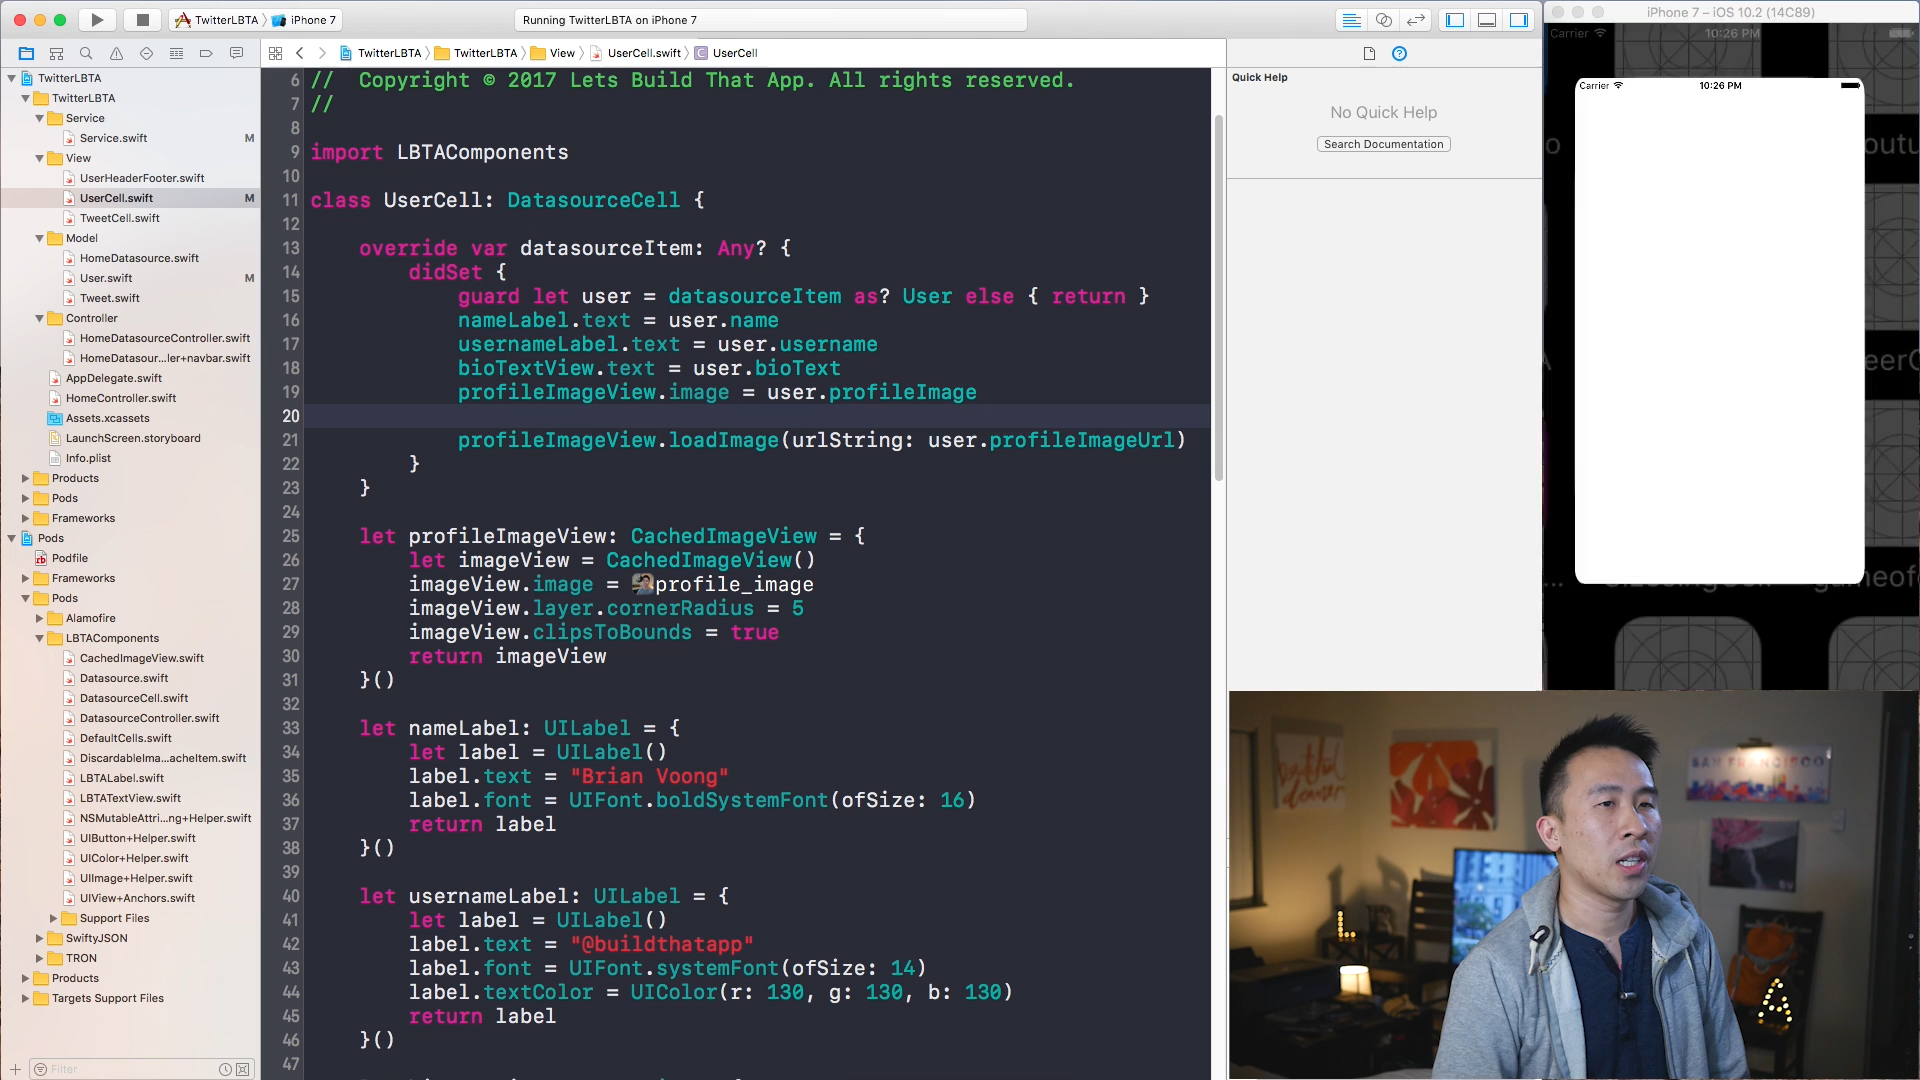 TwitterLBTA iPhone 7
Running TwitterLBTA on iPhone 7
iPhone 7 – iOS 10.2 (14C89)
TwitterLBTA TwitterLBTA View UserCell.swift UserCell
TwitterLBTA
TwitterLBTA
Service
Service.swift M
View
UserHeaderFooter.swift
UserCell.swift M
TweetCell.swift
Model
HomeDatasource.swift
User.swift M
Tweet.swift
Controller
HomeDatasourceController.swift
HomeDatasour...ler+navbar.swift
AppDelegate.swift
HomeController.swift
Assets.xcassets
LaunchScreen.storyboard
Info.plist
Products
Pods
Frameworks
Pods
Podfile
Frameworks
Pods
Alamofire
LBTAComponents
CachedImageView.swift
Datasource.swift
DatasourceCell.swift
DatasourceController.swift
DefaultCells.swift
DiscardableIma...acheItem.swift
LBTALabel.swift
LBTATextView.swift
NSMutableAttri...ng+Helper.swift
UIButton+Helper.swift
UIColor+Helper.swift
UIImage+Helper.swift
UIView+Anchors.swift
Support Files
SwiftyJSON
TRON
Products
Targets Support Files
Filter
6 //  Copyright © 2017 Lets Build That App. All rights reserved.
7 //
8
9 import LBTAComponents
10
11 class UserCell: DatasourceCell {
12
13     override var datasourceItem: Any? {
14         didSet {
15             guard let user = datasourceItem as? User else { return }
16             nameLabel.text = user.name
17             usernameLabel.text = user.username
18             bioTextView.text = user.bioText
19             profileImageView.image = user.profileImage
20
21             profileImageView.loadImage(urlString: user.profileImageUrl)
22         }
23     }
24
25     let profileImageView: CachedImageView = {
26         let imageView = CachedImageView()
27         imageView.image = profile_image
28         imageView.layer.cornerRadius = 5
29         imageView.clipsToBounds = true
30         return imageView
31     }()
32
33     let nameLabel: UILabel = {
34         let label = UILabel()
35         label.text = "Brian Voong"
36         label.font = UIFont.boldSystemFont(ofSize: 16)
37         return label
38     }()
39
40     let usernameLabel: UILabel = {
41         let label = UILabel()
42         label.text = "@buildthatapp"
43         label.font = UIFont.systemFont(ofSize: 14)
44         label.textColor = UIColor(r: 130, g: 130, b: 130)
45         return label
46     }()
47
Quick Help
No Quick Help
Search Documentation
Carrier 10:26 PM
Carrier 10:26 PM
SAN FRANCISCO
L
A